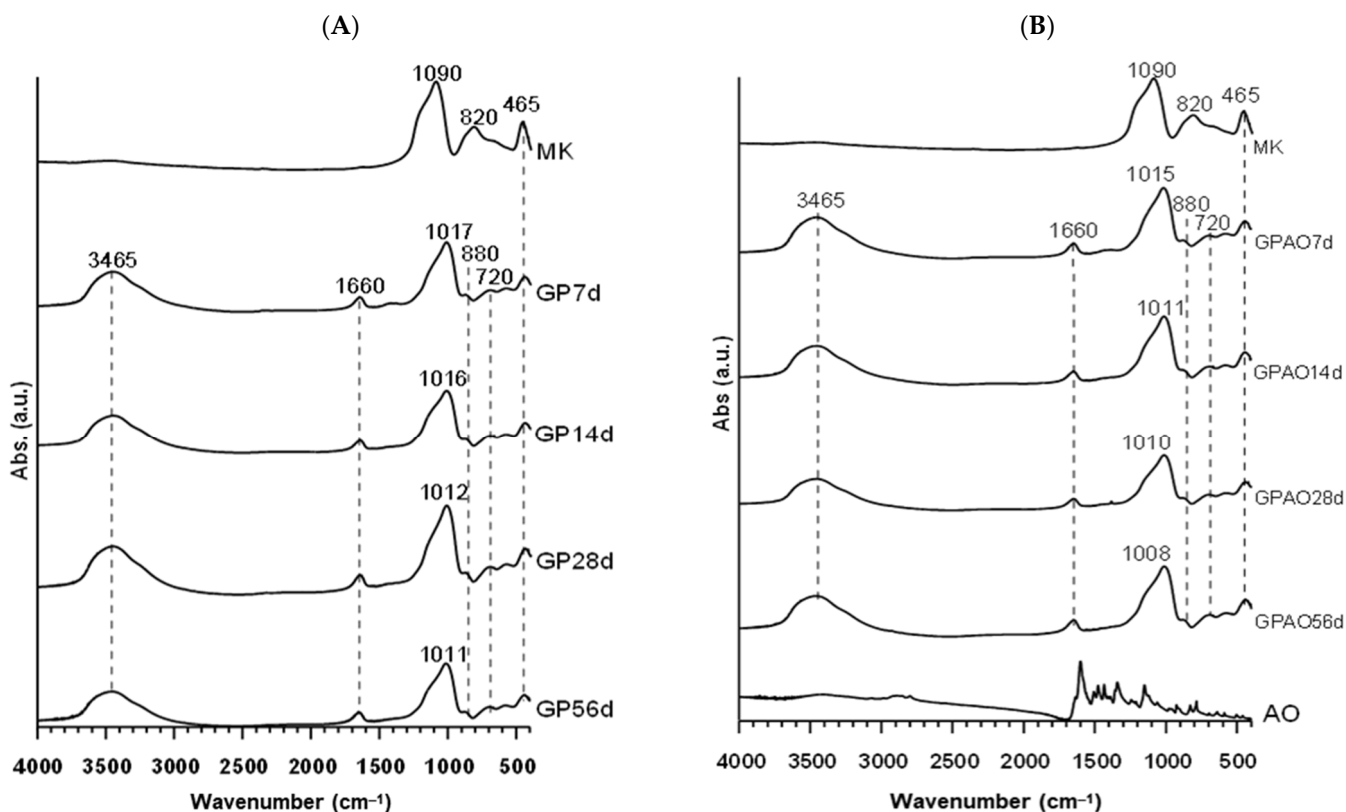 (A)
1090
820
465
MK
3465
1660
1017
880
720
GP7d
1016
GP14d
1012
GP28d
1011
GP56d
Abs. (a.u.)
4000 3500 3000 2500 2000 1500 1000 500
Wavenumber (cm⁻¹)
(B)
1090
820
465
MK
3465
1660
1015
880
720
GPAO7d
1011
GPAO14d
1010
GPAO28d
1008
GPAO56d
AO
Abs (a.u.)
4000 3500 3000 2500 2000 1500 1000 500
Wavenumber (cm⁻¹)